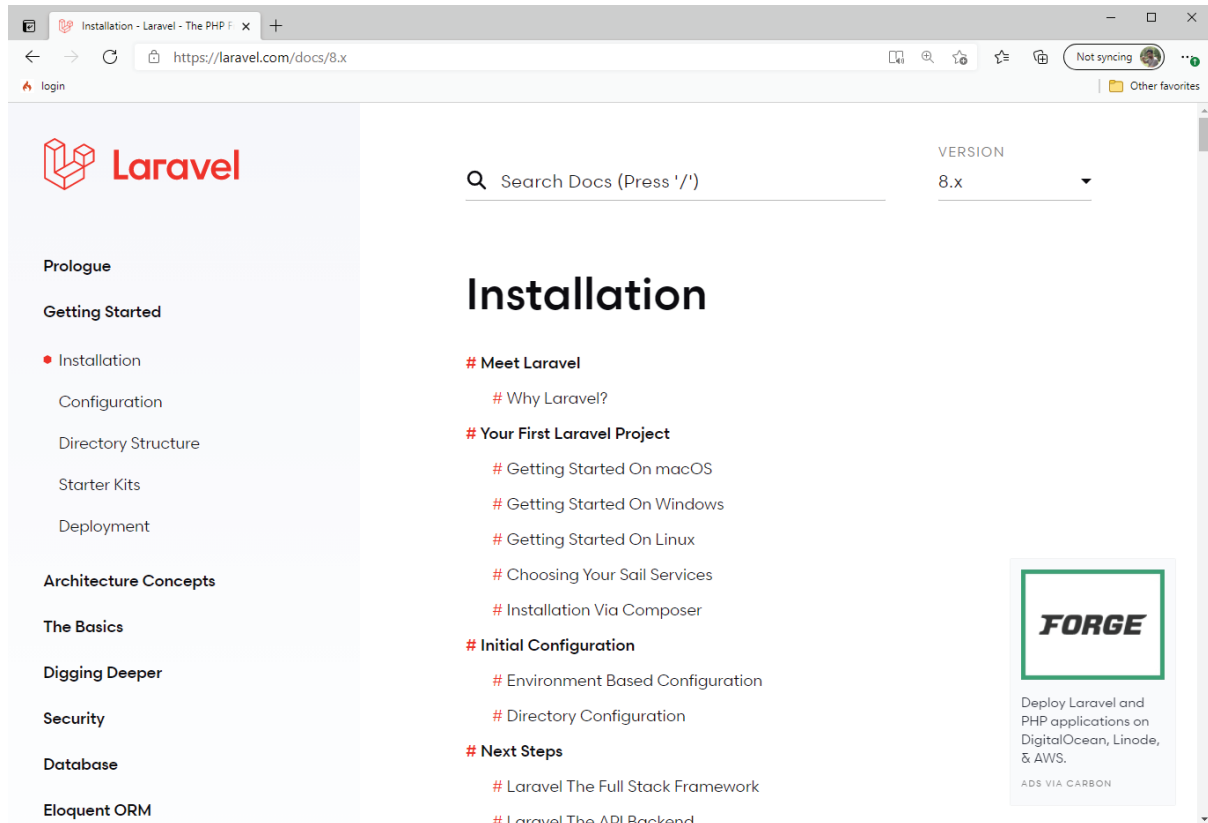 Installation - Laravel - The PHP F
https://laravel.com/docs/8.x
Not syncing
login
Other favorites
Laravel
Search Docs (Press '/')
VERSION
8.x
Prologue
Getting Started
Installation
Configuration
Directory Structure
Starter Kits
Deployment
Architecture Concepts
The Basics
Digging Deeper
Security
Database
Eloquent ORM
Installation
# Meet Laravel
# Why Laravel?
# Your First Laravel Project
# Getting Started On macOS
# Getting Started On Windows
# Getting Started On Linux
# Choosing Your Sail Services
# Installation Via Composer
# Initial Configuration
# Environment Based Configuration
# Directory Configuration
# Next Steps
# Laravel The Full Stack Framework
# Laravel The API Backend
FORGE
Deploy Laravel and
PHP applications on
DigitalOcean, Linode,
& AWS.
ADS VIA CARBON